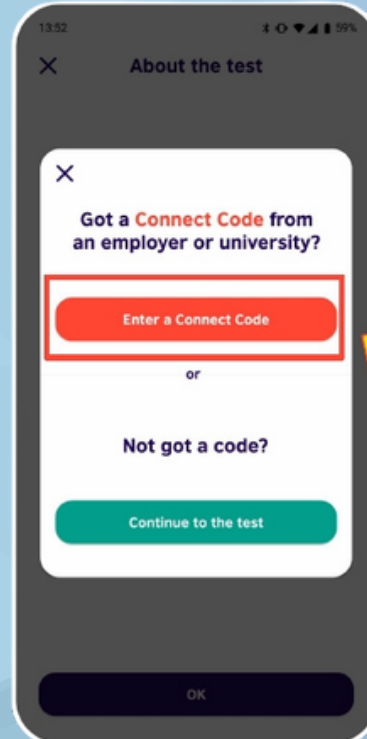 13:52
59%
About the test
Got a Connect Code from
an employer or university?
Enter a Connect Code
or
Not got a code?
Continue to the test
OK